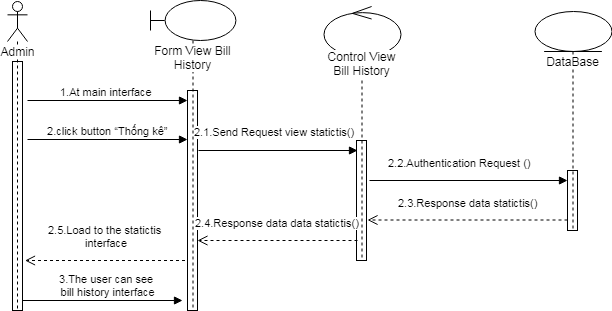 Admin
Form View Bill
History
Control View
Bill History
DataBase
1.At main interface
2.click button “Thống kê”
2.1.Send Request view statictis()
2.2.Authentication Request ()
2.3.Response data statictis()
2.4.Response data data statictis()
2.5.Load to the statictis
interface
3.The user can see
bill history interface